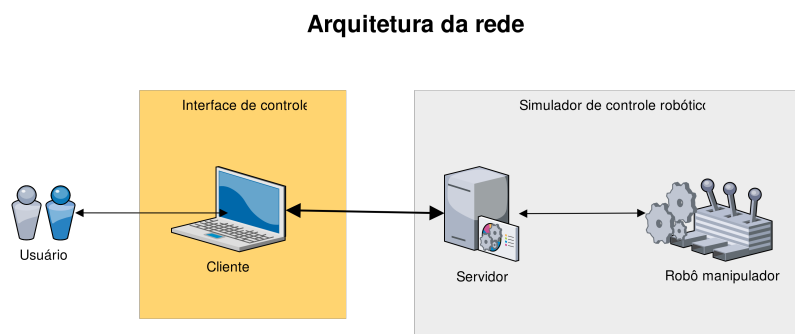 Arquitetura da rede
Interface de controle
Simulador de controle robótico
Usuário
Cliente
Servidor
Robô manipulador